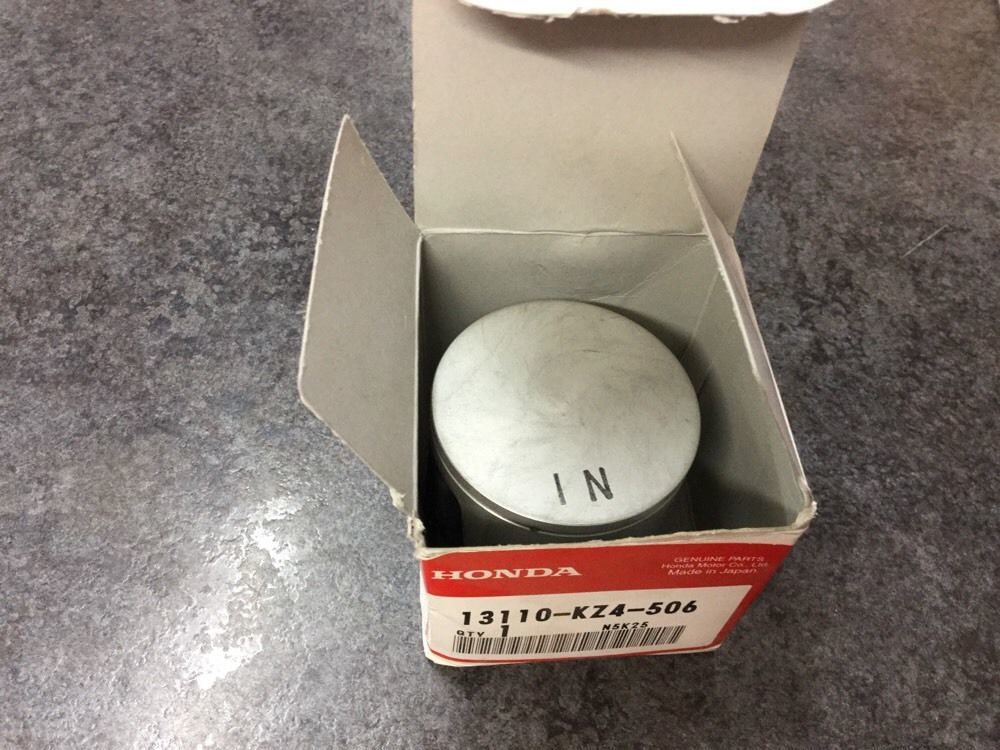 IN
HONDA
GENUINE PARTS
Honda Motor Co., Ltd.
Made in Japan
13110-KZ4-506
QTY 1 N5K25